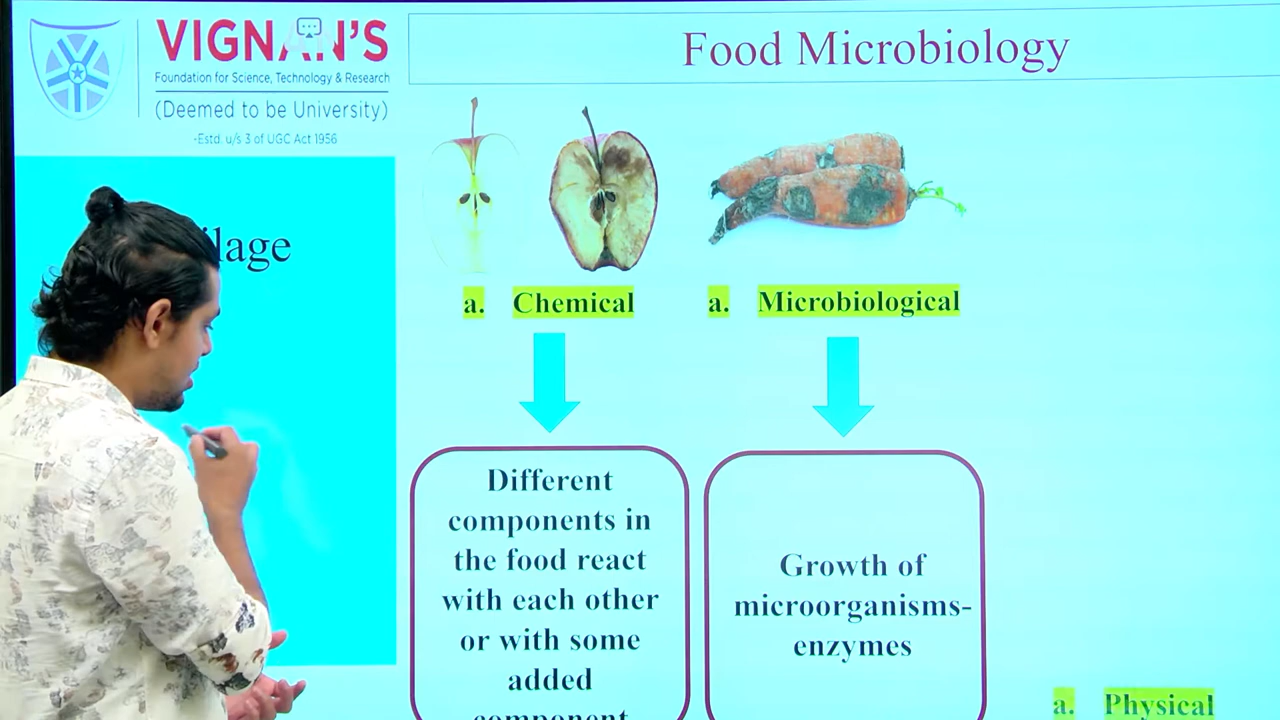 VIGNAN'S
Foundation for Science, Technology & Research
(Deemed to be University)
-Estd. u/s 3 of UGC Act 1956
Food Microbiology
a. Chemical
a. Microbiological
Different
components in
the food react
with each other
or with some
added
component
Growth of
microorganisms-
enzymes
a. Physical